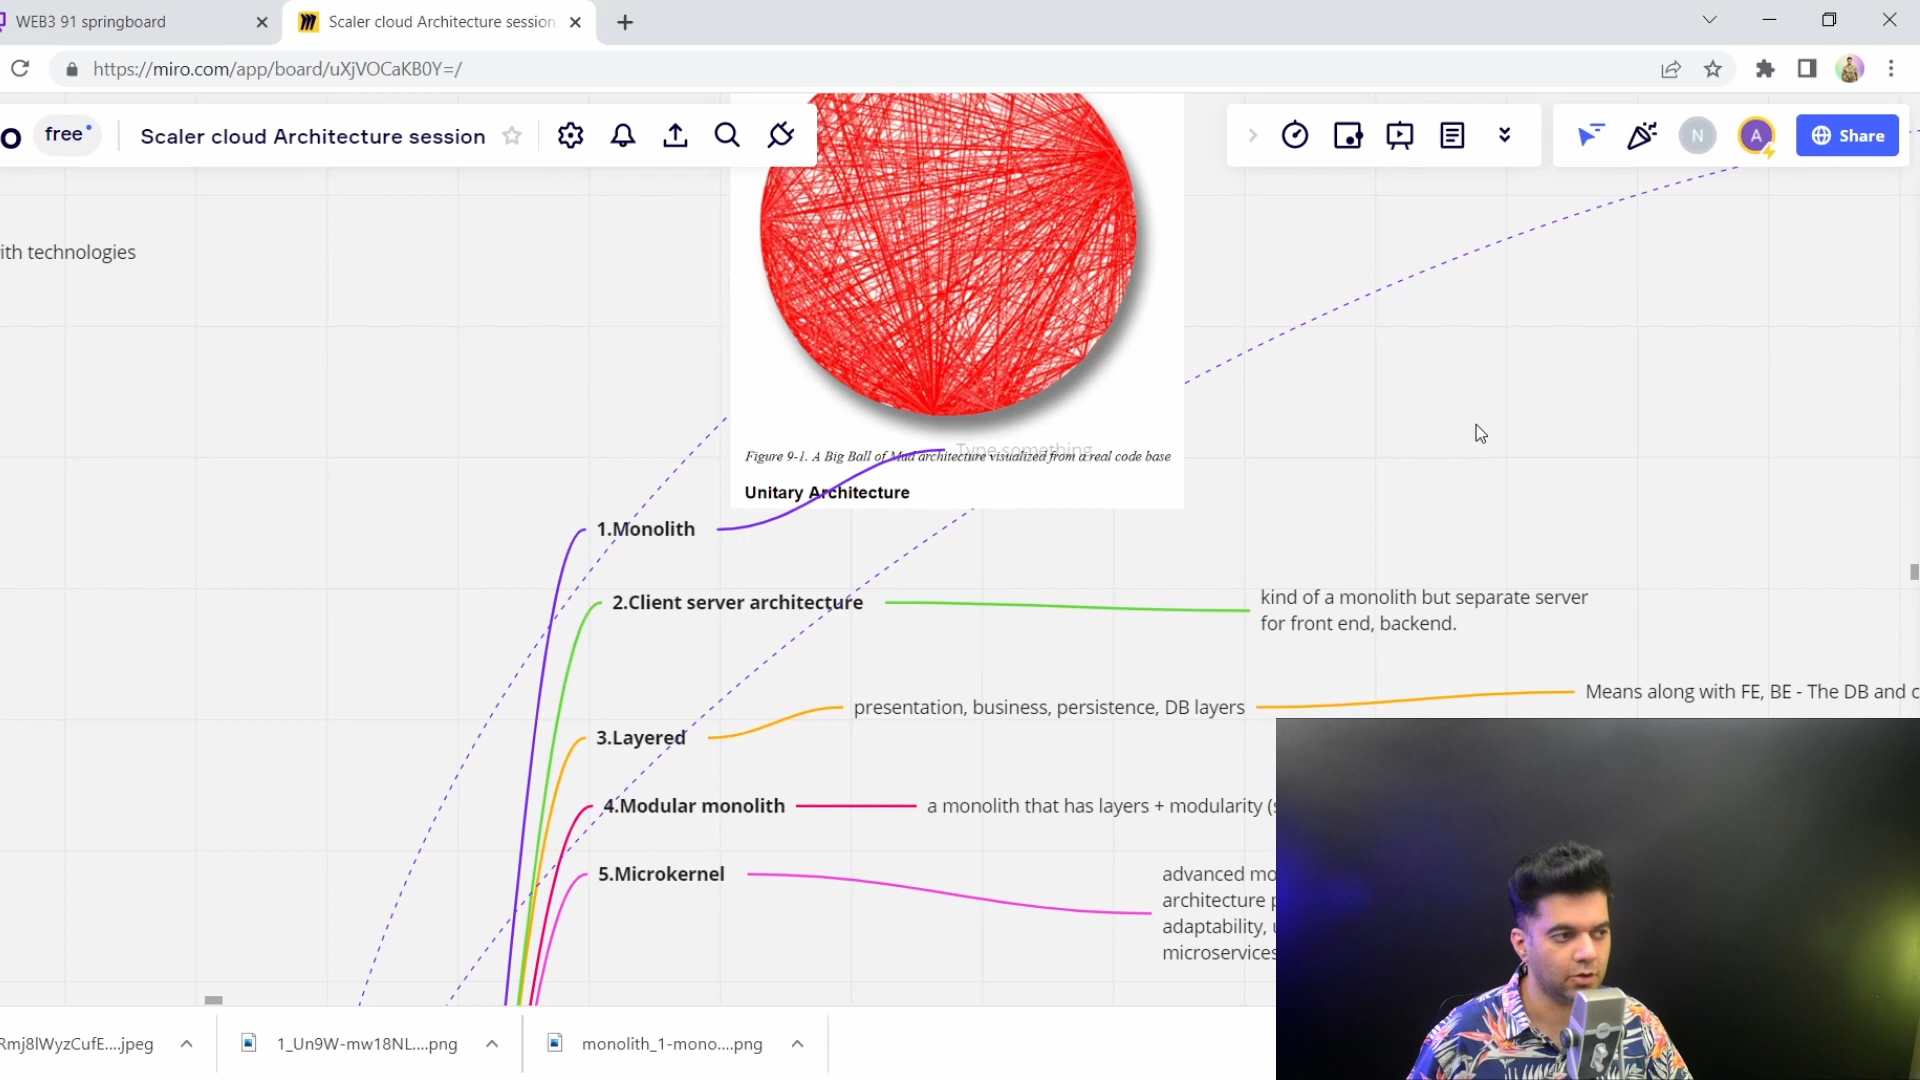 WEB3 91 springboard
Scaler cloud Architecture session
https://miro.com/app/board/uXjVOCaKB0Y=/
free
Scaler cloud Architecture session
N
A
Share
ith technologies
Type something
Figure 9-1. A Big Ball of Mud architecture visualized from a real code base
Unitary Architecture
1.Monolith
2.Client server architecture
kind of a monolith but separate server
for front end, backend.
Means along with FE, BE - The DB and c
presentation, business, persistence, DB layers
3.Layered
4.Modular monolith
a monolith that has layers + modularity (s
5.Microkernel
advanced mo
architecture p
adaptability, u
microservices
Rmj8lWyzCufE....jpeg
1_Un9W-mw18NL....png
monolith_1-mono....png